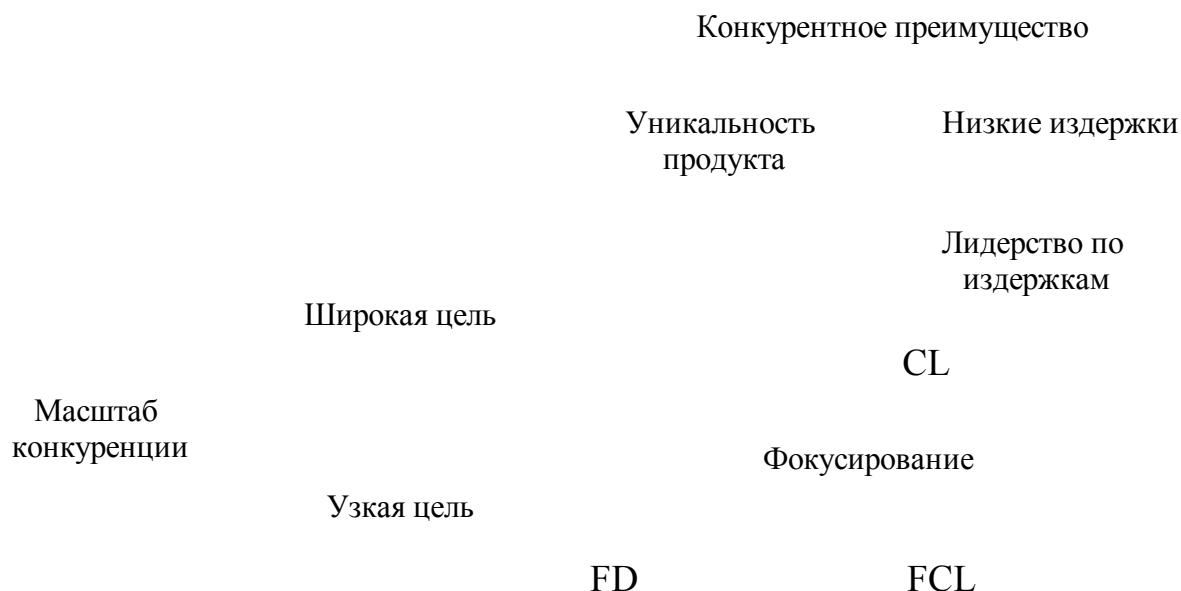 Конкурентное преимущество
Уникальность
продукта
Низкие издержки
Лидерство по
издержкам
Широкая цель
CL
Масштаб
конкуренции
Фокусирование
Узкая цель
FD
FCL